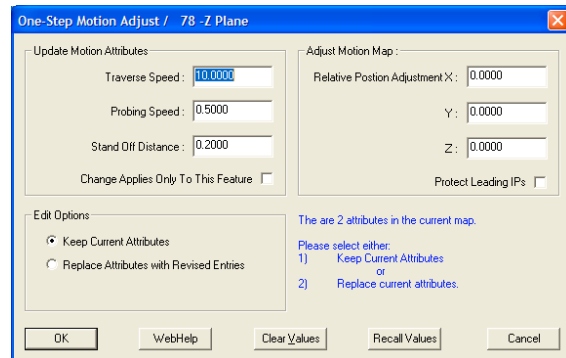 One-Step Motion Adjust / 78 -Z Plane
Update Motion Attributes
Traverse Speed : 10.0000
Probing Speed : 0.5000
Stand Off Distance : 0.2000
Change Applies Only To This Feature
Adjust Motion Map :
Relative Postion Adjustment X : 0.0000
Y : 0.0000
Z : 0.0000
Protect Leading IPs
Edit Options
Keep Current Attributes
Replace Attributes with Revised Entries
The are 2 attributes in the current map.
Please select either:
1) Keep Current Attributes
or
2) Replace current attributes.
OK WebHelp Clear Values Recall Values Cancel